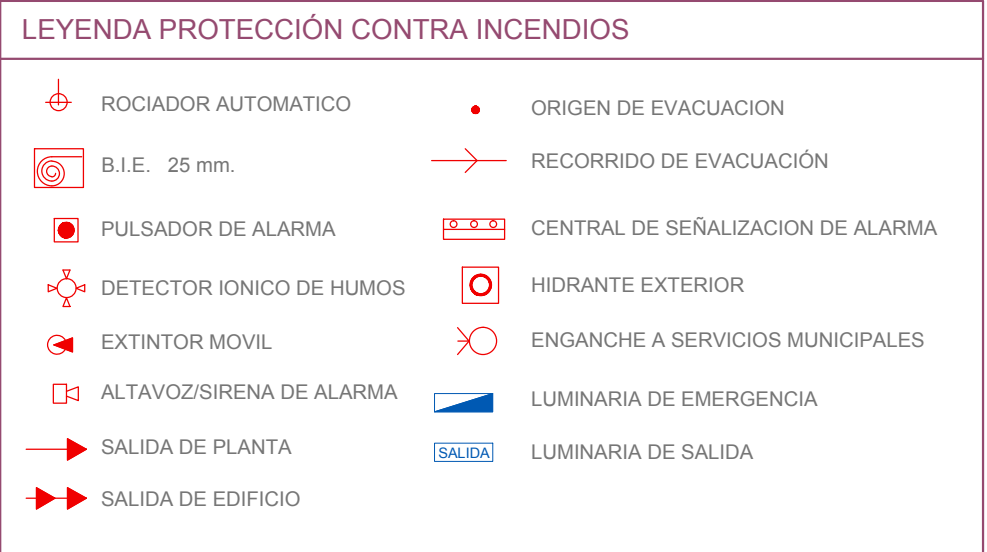 LEYENDA PROTECCIÓN CONTRA INCENDIOS
ROCIADOR AUTOMATICO
B.I.E. 25 mm.
PULSADOR DE ALARMA
DETECTOR IONICO DE HUMOS
EXTINTOR MOVIL
ALTAVOZ/SIRENA DE ALARMA
SALIDA DE PLANTA
SALIDA DE EDIFICIO
ORIGEN DE EVACUACION
RECORRIDO DE EVACUACIÓN
CENTRAL DE SEÑALIZACION DE ALARMA
HIDRANTE EXTERIOR
ENGANCHE A SERVICIOS MUNICIPALES
LUMINARIA DE EMERGENCIA
SALIDA LUMINARIA DE SALIDA